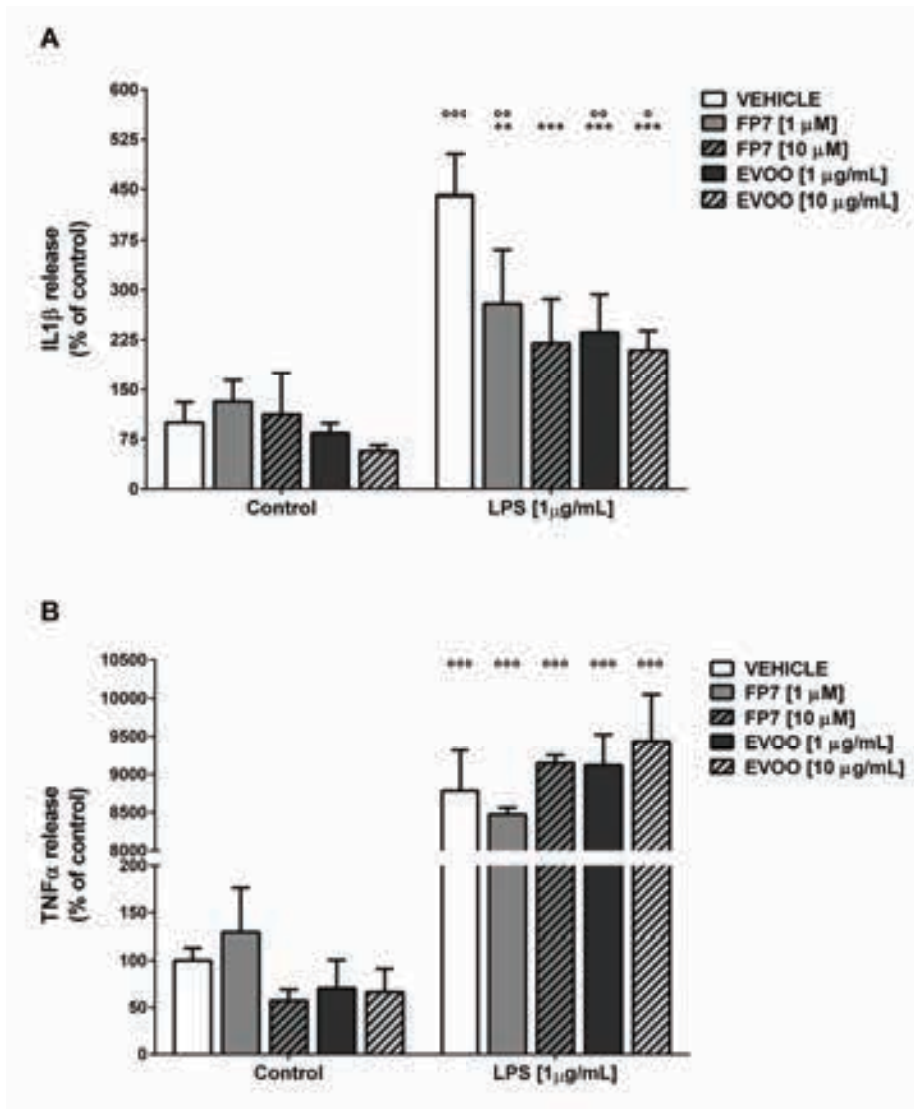 A
600
525
450
375
300
225
150
75
0
IL1β release
(% of control)
°°° °° °° °
** *** *** ***
VEHICLE
FP7 [1 μM]
FP7 [10 μM]
EVOO [1 μg/mL]
EVOO [10 μg/mL]
Control
LPS [1μg/mL]
B
10500
10000
9500
9000
8500
8000
200
150
100
50
0
TNFα release
(% of control)
°°° °°° °°° °°° °°°
VEHICLE
FP7 [1 μM]
FP7 [10 μM]
EVOO [1 μg/mL]
EVOO [10 μg/mL]
Control
LPS [1μg/mL]